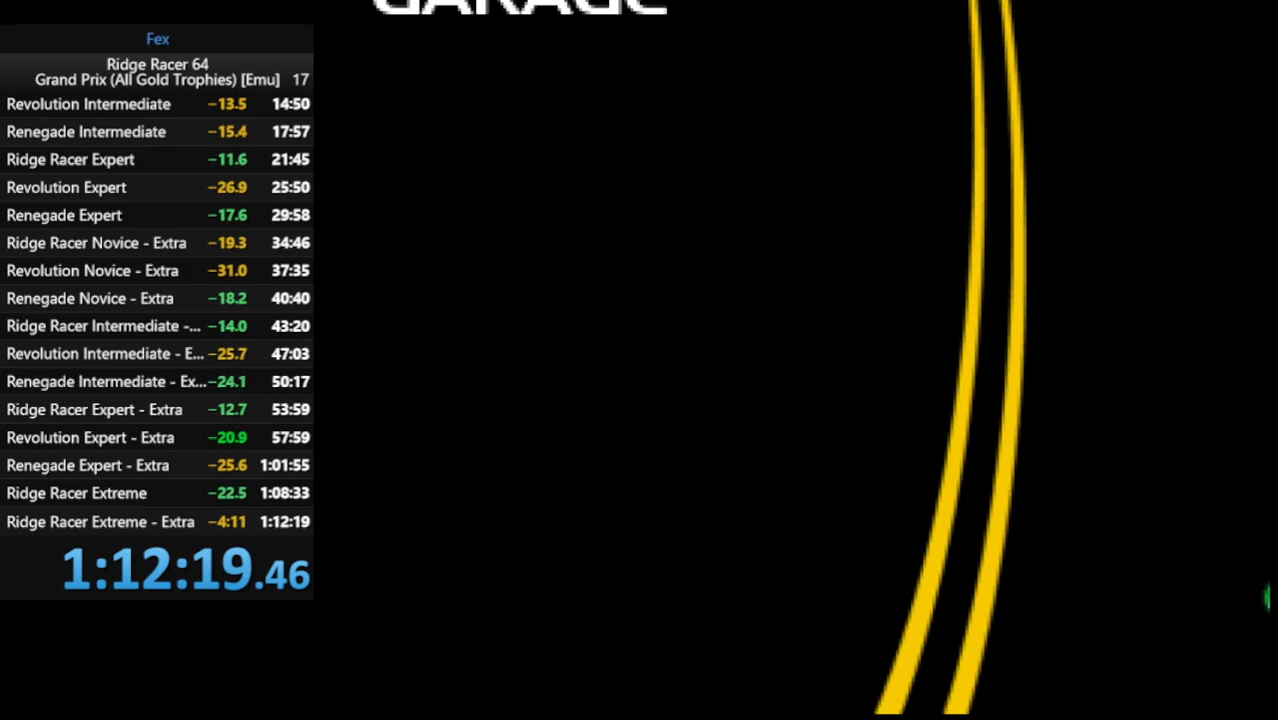 GARAGE
Fex
Ridge Racer 64
Grand Prix (All Gold Trophies) [Emu] 17
Revolution Intermediate −13.5 14:50
Renegade Intermediate −15.4 17:57
Ridge Racer Expert −11.6 21:45
Revolution Expert −26.9 25:50
Renegade Expert −17.6 29:58
Ridge Racer Novice - Extra −19.3 34:46
Revolution Novice - Extra −31.0 37:35
Renegade Novice - Extra −18.2 40:40
Ridge Racer Intermediate -... −14.0 43:20
Revolution Intermediate - E... −25.7 47:03
Renegade Intermediate - Ex... −24.1 50:17
Ridge Racer Expert - Extra −12.7 53:59
Revolution Expert - Extra −20.9 57:59
Renegade Expert - Extra −25.6 1:01:55
Ridge Racer Extreme −22.5 1:08:33
Ridge Racer Extreme - Extra −4:11 1:12:19
1:12:19.46